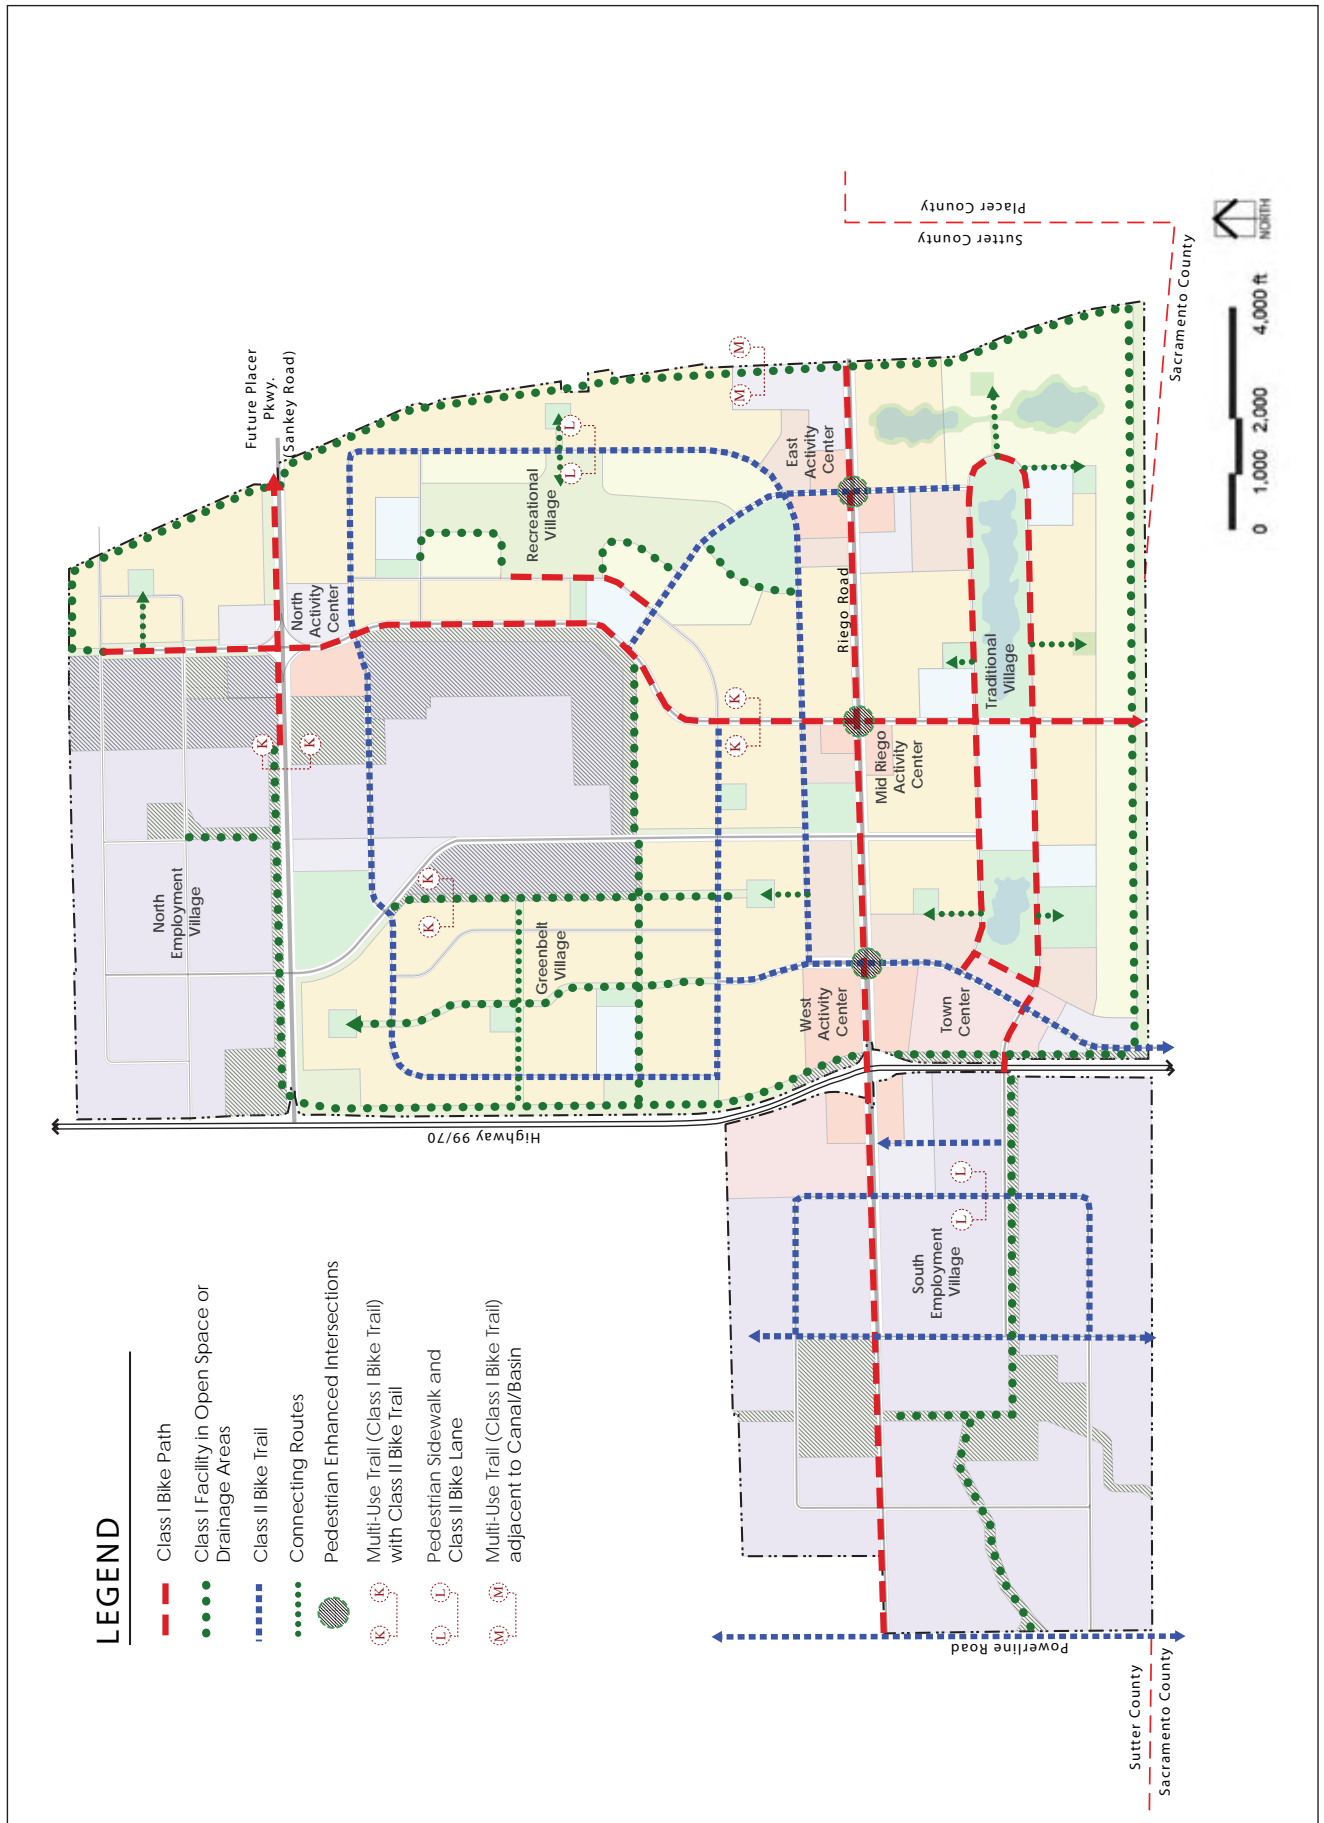 LEGEND
Class I Bike Path
Class I Facility in Open Space or
Drainage Areas
Class II Bike Trail
Connecting Routes
Pedestrian Enhanced Intersections
K K
Multi-Use Trail (Class I Bike Trail)
with Class II Bike Trail
L L
Pedestrian Sidewalk and
Class II Bike Lane
M M
Multi-Use Trail (Class I Bike Trail)
adjacent to Canal/Basin
Future Placer
Pkwy.
(Sankey Road)
North
Employment
Village
K
K
North
Activity
Center
Highway 99/70
K K
Greenbelt
Village
Recreational
Village
L L
K K
M M
West
Activity
Center
Mid Riego
Activity
Center
Riego Road
East
Activity
Center
Placer County
Sutter County
South
Employment
Village
L L
Town
Center
Traditional
Village
Powerline Road
Sutter County
Sacramento County
Sacramento County
0 1,000 2,000 4,000 ft
NORTH